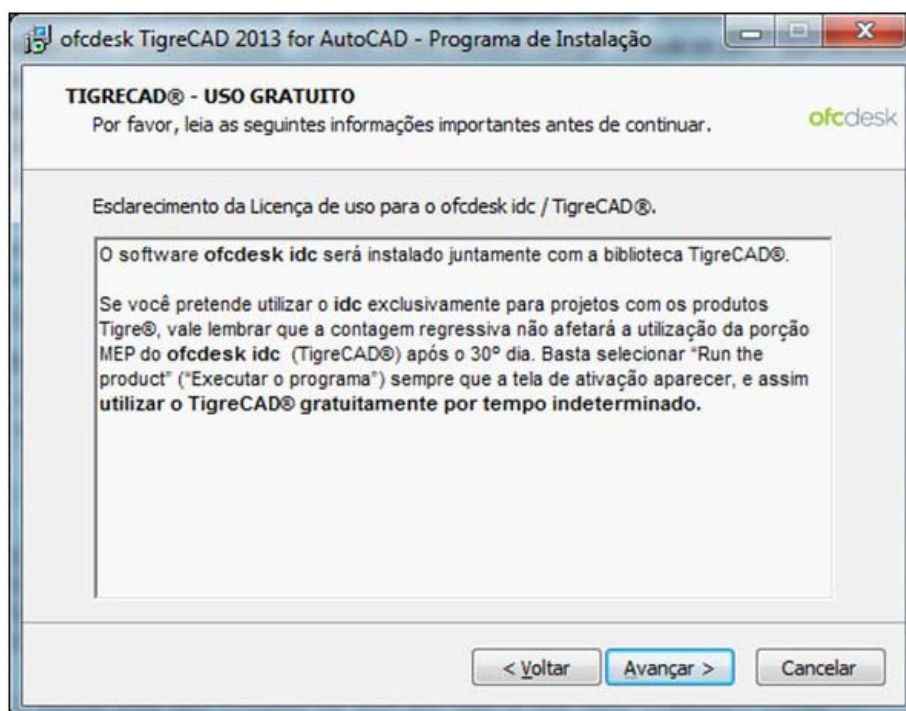 ofcdesk TigreCAD 2013 for AutoCAD - Programa de Instalação
TIGRECAD® - USO GRATUITO
Por favor, leia as seguintes informações importantes antes de continuar.
ofcdesk
Esclarecimento da Licença de uso para o ofcdesk idc / TigreCAD®.
O software ofcdesk idc será instalado juntamente com a biblioteca TigreCAD®.
Se você pretende utilizar o idc exclusivamente para projetos com os produtos
Tigre®, vale lembrar que a contagem regressiva não afetará a utilização da porção
MEP do ofcdesk idc (TigreCAD®) após o 30º dia. Basta selecionar “Run the
product” (“Executar o programa”) sempre que a tela de ativação aparecer, e assim
utilizar o TigreCAD® gratuitamente por tempo indeterminado.
< Voltar
Avançar >
Cancelar